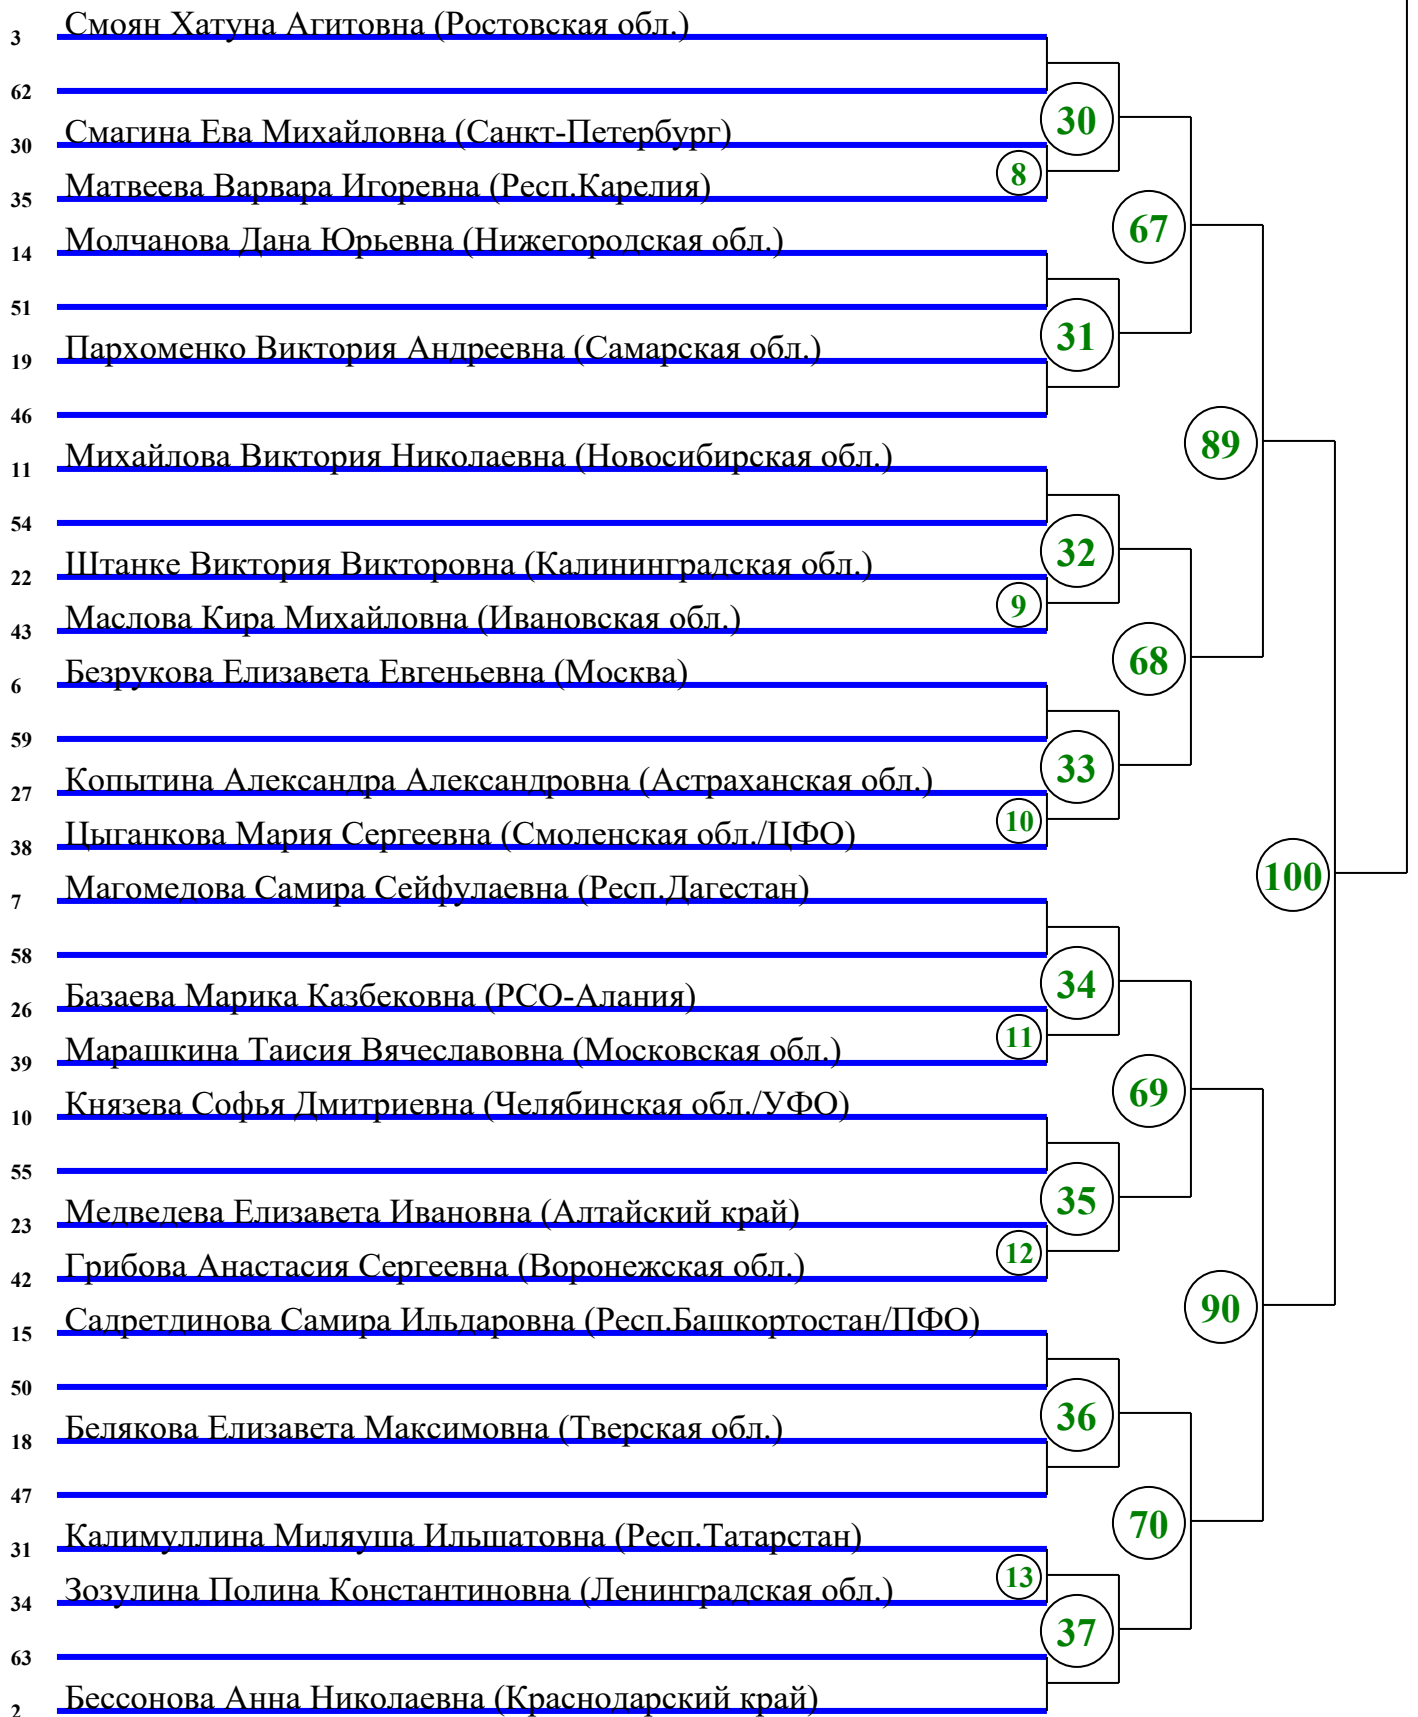 3 Смоян Хатуна Агитовна (Ростовская обл.)
62
30 Смагина Ева Михайловна (Санкт-Петербург)
35 Матвеева Варвара Игоревна (Респ.Карелия)
14 Молчанова Дана Юрьевна (Нижегородская обл.)
51
19 Пархоменко Виктория Андреевна (Самарская обл.)
46
11 Михайлова Виктория Николаевна (Новосибирская обл.)
54
22 Штанке Виктория Викторовна (Калининградская обл.)
43 Маслова Кира Михайловна (Ивановская обл.)
6 Безрукова Елизавета Евгеньевна (Москва)
59
27 Копытина Александра Александровна (Астраханская обл.)
38 Цыганкова Мария Сергеевна (Смоленская обл./ЦФО)
7 Магомедова Самира Сейфулаевна (Респ.Дагестан)
58
26 Базаева Марика Казбековна (РСО-Алания)
39 Марашкина Таисия Вячеславовна (Московская обл.)
10 Князева Софья Дмитриевна (Челябинская обл./УФО)
55
23 Медведева Елизавета Ивановна (Алтайский край)
42 Грибова Анастасия Сергеевна (Воронежская обл.)
15 Садретдинова Самира Ильдаровна (Респ.Башкортостан/ПФО)
50
18 Белякова Елизавета Максимовна (Тверская обл.)
47
31 Калимуллина Миляуша Ильшатовна (Респ.Татарстан)
34 Зозулина Полина Константиновна (Ленинградская обл.)
63
2 Бессонова Анна Николаевна (Краснодарский край)
8
9
10
11
12
13
30
31
32
33
34
35
36
37
67
68
69
70
89
90
100